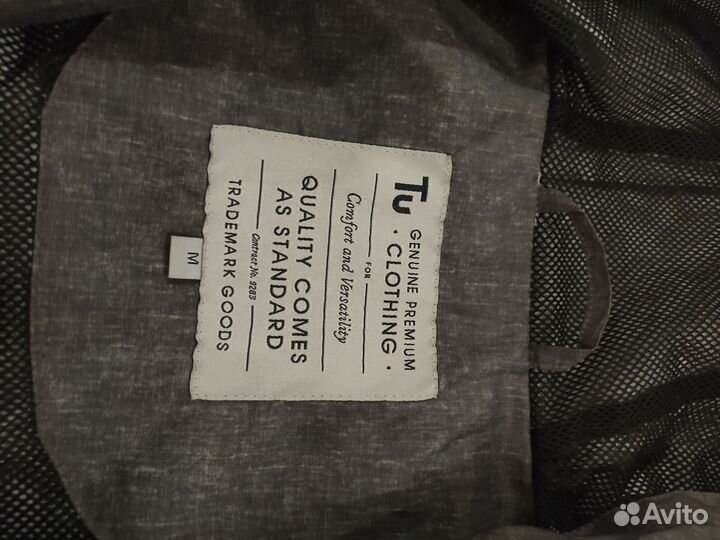 Tu
GENUINE PREMIUM
· CLOTHING ·
FOR
Comfort and Versatility
QUALITY COMES
AS STANDARD
Contract No. 9283
TRADEMARK GOODS
M
Avito